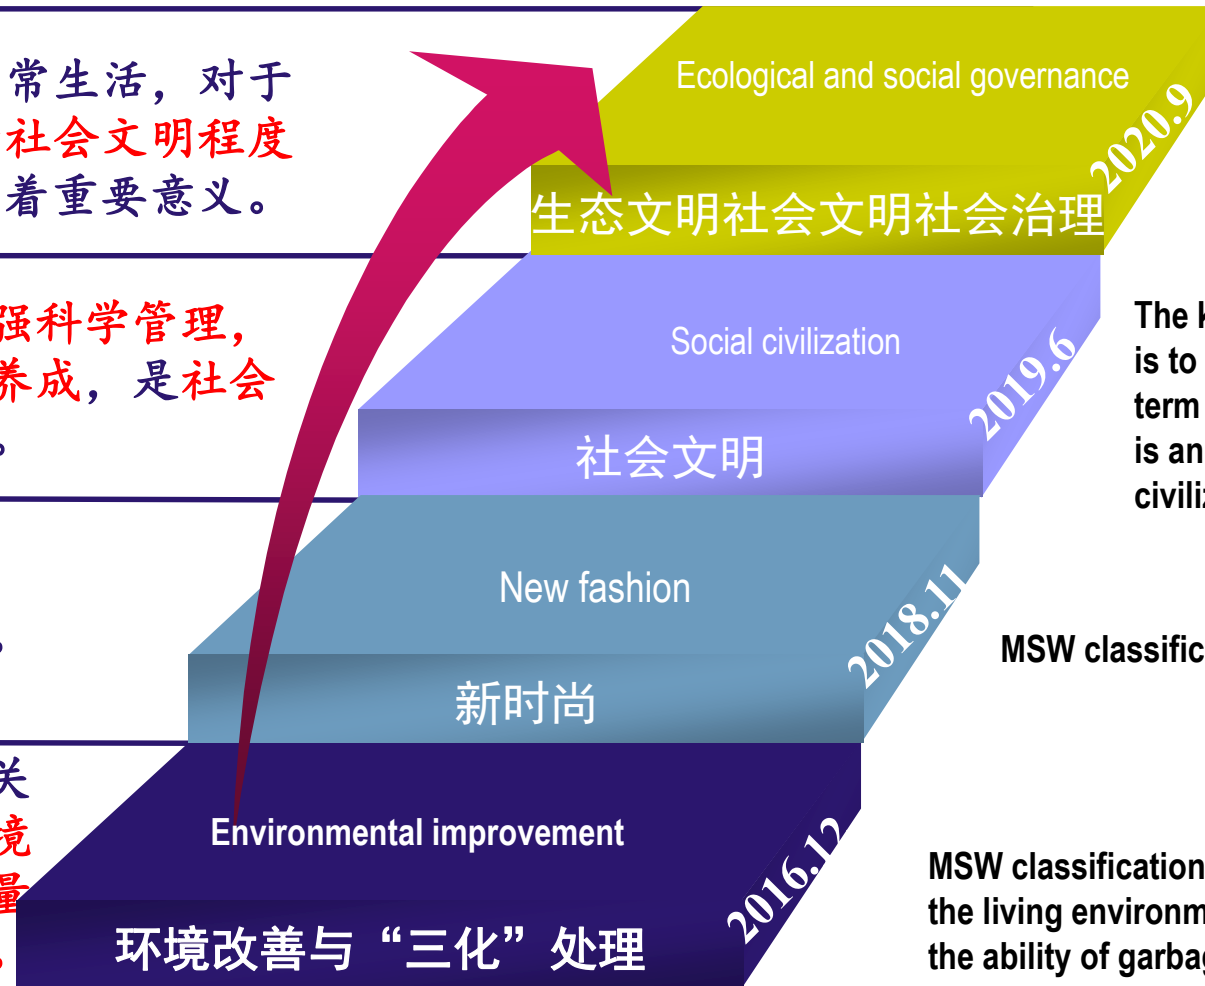 常生活，对于
社会文明程度
着重要意义。
Ecological and social governance
2020.9
生态文明社会文明社会治理
强科学管理，
养成，是社会
。
Social civilization
2019.6
社会文明
The
is to
term
is an
New fashion
2018.11
新时尚
MSW
关
境
量
。
Environmental improvement
2016.12
环境改善与“三化”处理
MSW classification
the living
the ability of